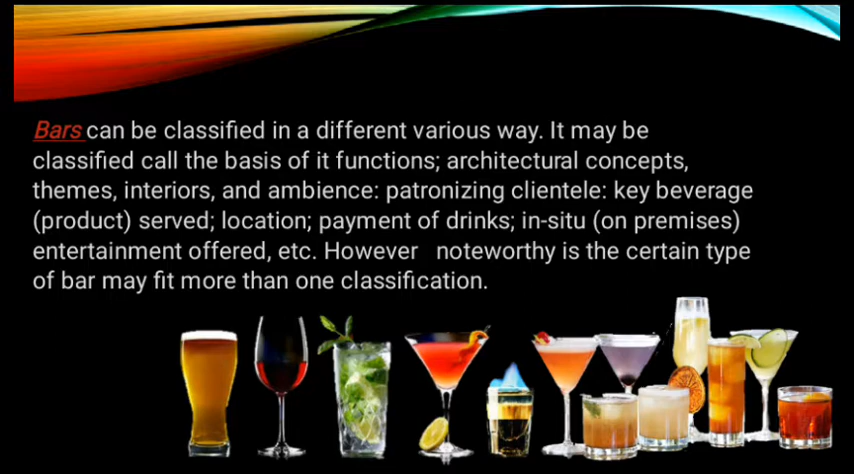 Bars can be classified in a different various way. It may be
classified call the basis of it functions; architectural concepts,
themes, interiors, and ambience: patronizing clientele: key beverage
(product) served; location; payment of drinks; in-situ (on premises)
entertainment offered, etc. However noteworthy is the certain type
of bar may fit more than one classification.